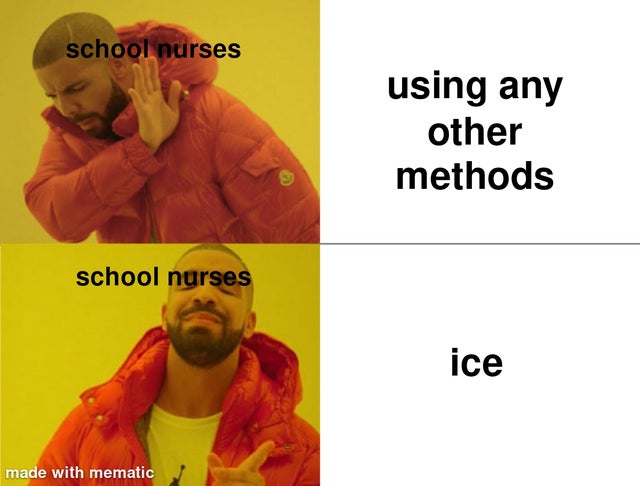 school nurses
using any
other
methods
school nurses
ice
made with mematic